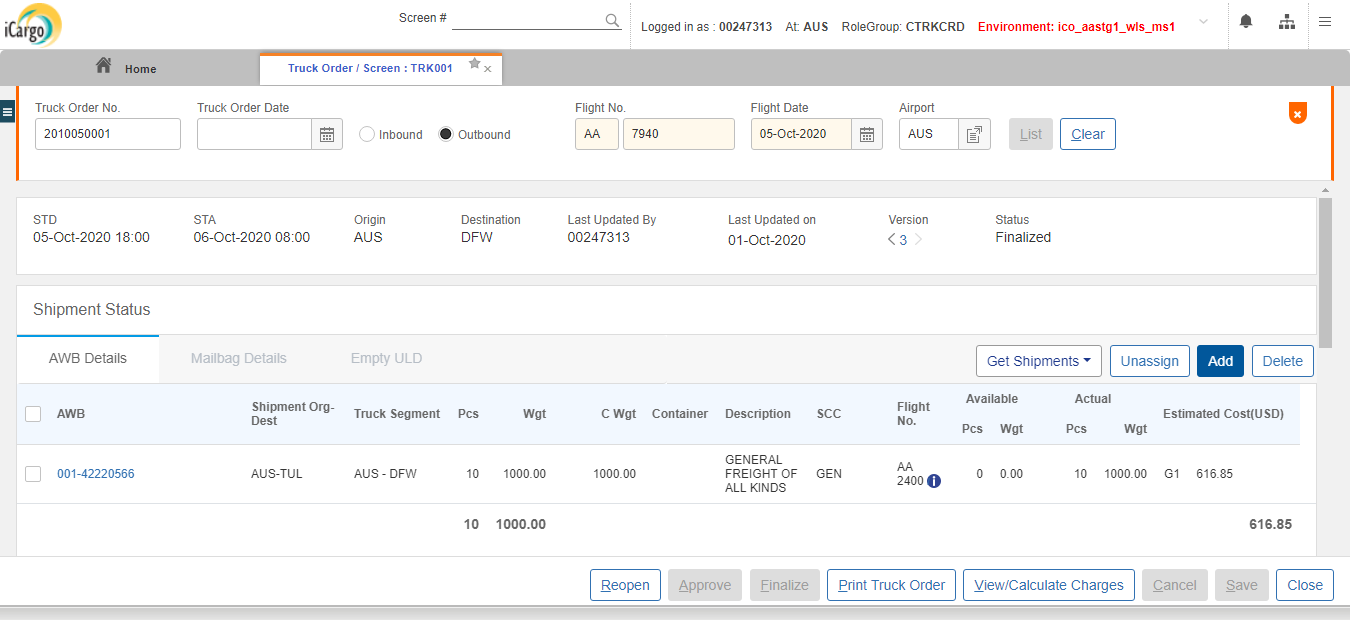 iCargo
Screen #
Logged in as : 00247313 At: AUS RoleGroup: CTRKCRD Environment: ico_aastg1_wls_ms1
Home
Truck Order / Screen : TRK001
Truck Order No. Truck Order Date Flight No. Flight Date Airport
2010050001 Inbound Outbound AA 7940 05-Oct-2020 AUS List Clear
STD STA Origin Destination Last Updated By Last Updated on Version Status
05-Oct-2020 18:00 06-Oct-2020 08:00 AUS DFW 00247313 01-Oct-2020 3 Finalized
Shipment Status
AWB Details Mailbag Details Empty ULD Get Shipments Unassign Add Delete
AWB Shipment Org-Dest Truck Segment Pcs Wgt C Wgt Container Description SCC Flight No. Available Pcs Wgt Actual Pcs Wgt Estimated Cost(USD)
001-42220566 AUS-TUL AUS - DFW 10 1000.00 1000.00 GENERAL FREIGHT OF ALL KINDS GEN AA 2400 0 0.00 10 1000.00 G1 616.85
10 1000.00 616.85
Reopen Approve Finalize Print Truck Order View/Calculate Charges Cancel Save Close